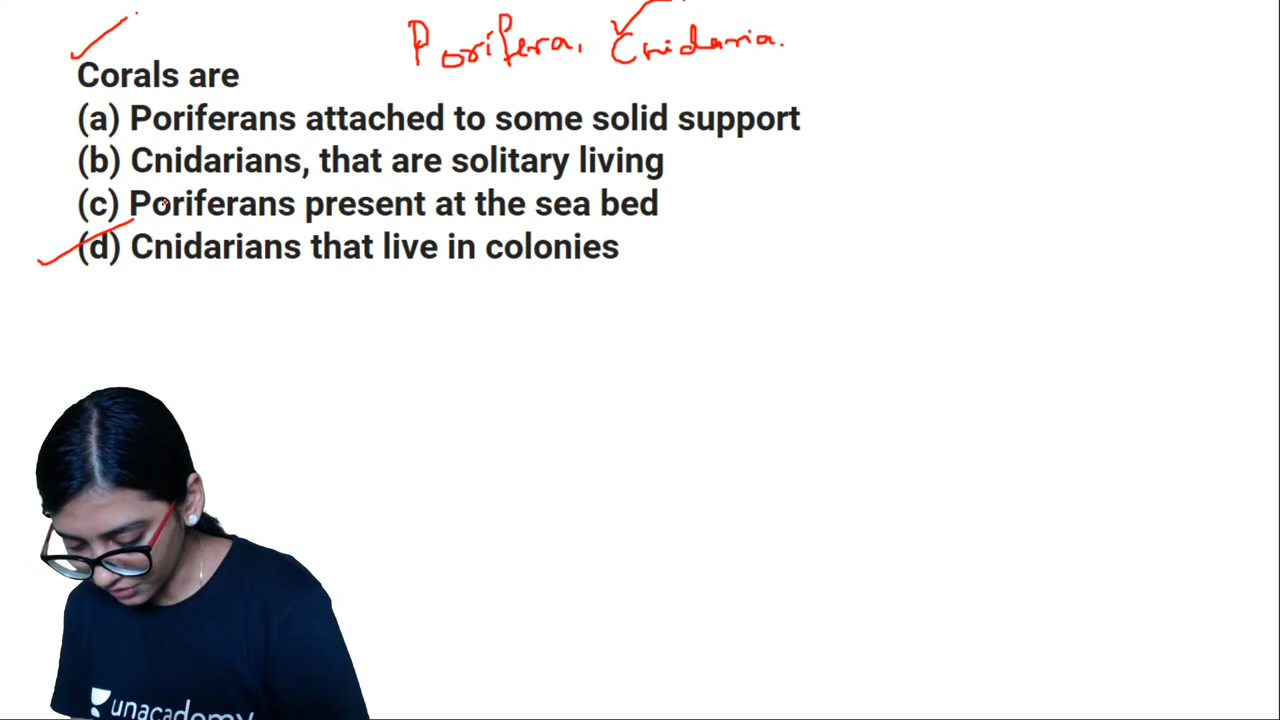 Porifera, Cnidaria.
Corals are
(a) Poriferans attached to some solid support
(b) Cnidarians, that are solitary living
(c) Poriferans present at the sea bed
(d) Cnidarians that live in colonies
unacademy